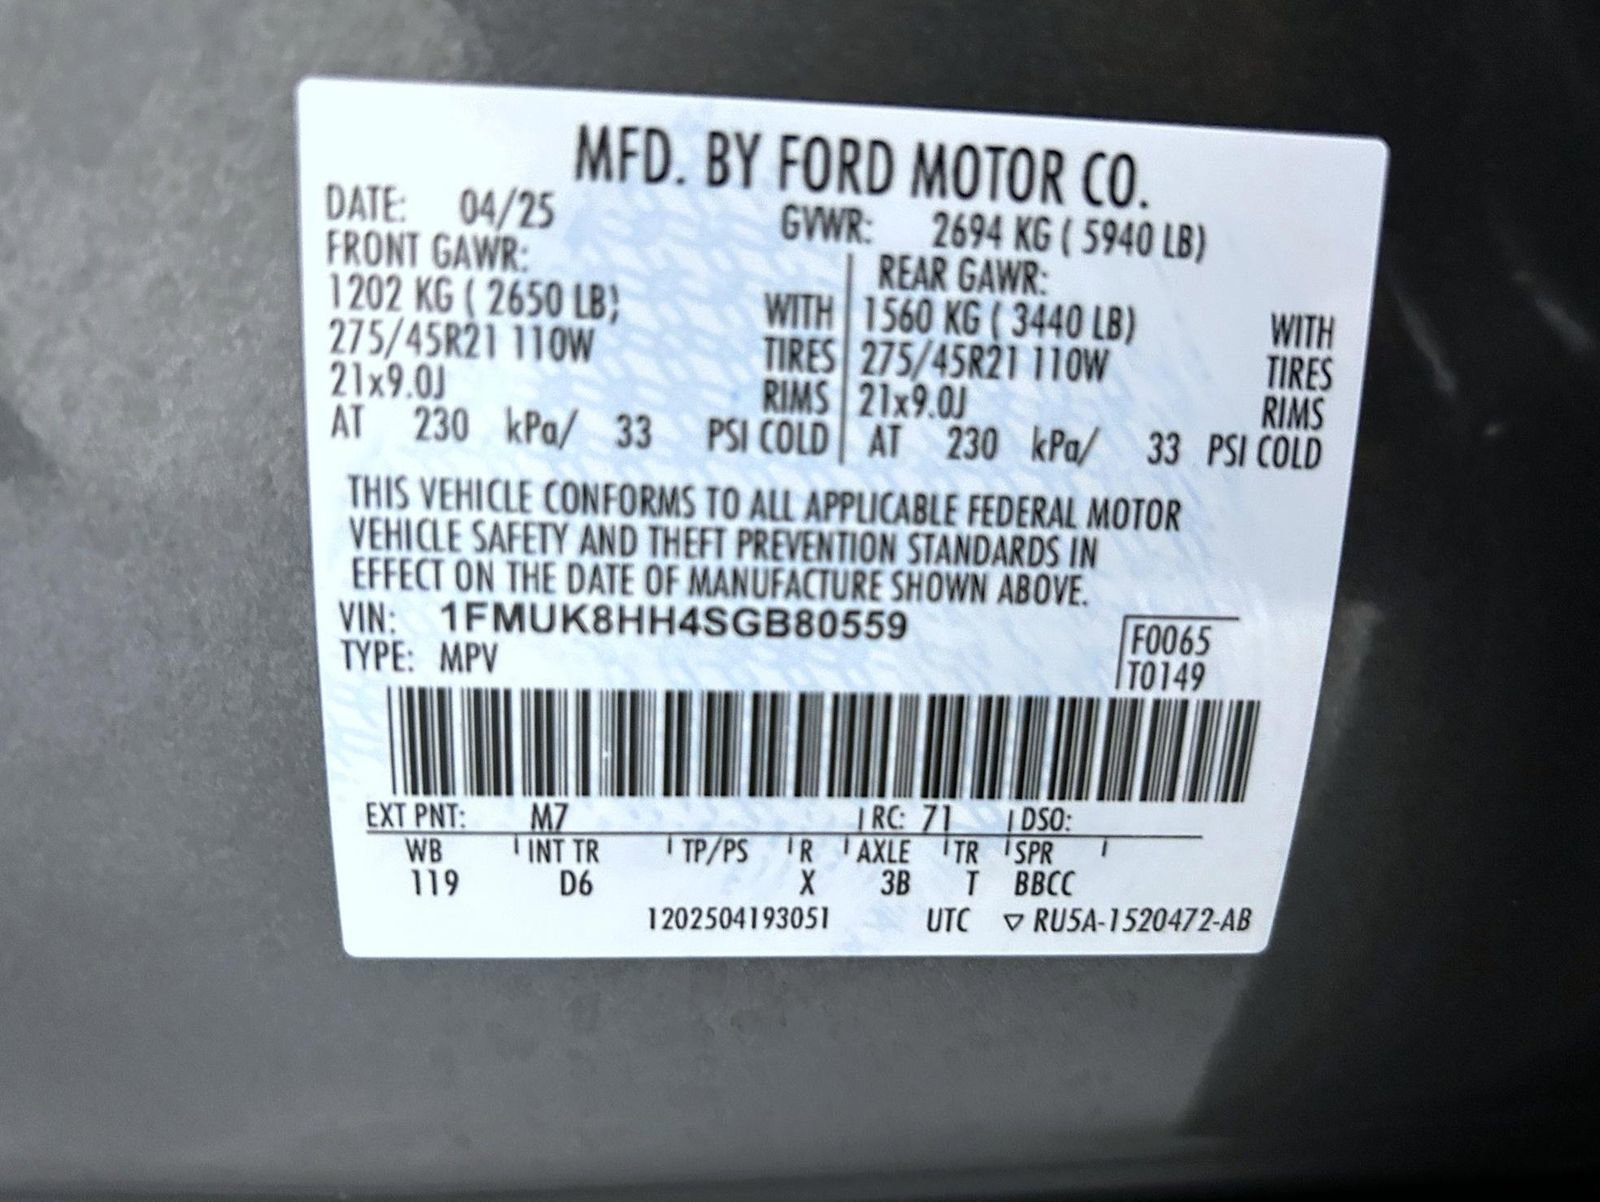 MFD. BY FORD MOTOR CO.
DATE: 04/25 GVWR: 2694 KG ( 5940 LB)
FRONT GAWR: REAR GAWR:
1202 KG ( 2650 LB) WITH 1560 KG ( 3440 LB) WITH
275/45R21 110W TIRES 275/45R21 110W TIRES
21x9.0J RIMS 21x9.0J RIMS
AT 230 kPa/ 33 PSI COLD AT 230 kPa/ 33 PSI COLD
THIS VEHICLE CONFORMS TO ALL APPLICABLE FEDERAL MOTOR
VEHICLE SAFETY AND THEFT PREVENTION STANDARDS IN
EFFECT ON THE DATE OF MANUFACTURE SHOWN ABOVE.
VIN: 1FMUK8HH4SGB80559
TYPE: MPV
F0065
T0149
EXT PNT: M7 RC: 71 DSO:
WB INT TR TP/PS R AXLE TR SPR
119 D6 X 3B T BBCC
1202504193051 UTC ▽ RU5A-1520472-AB